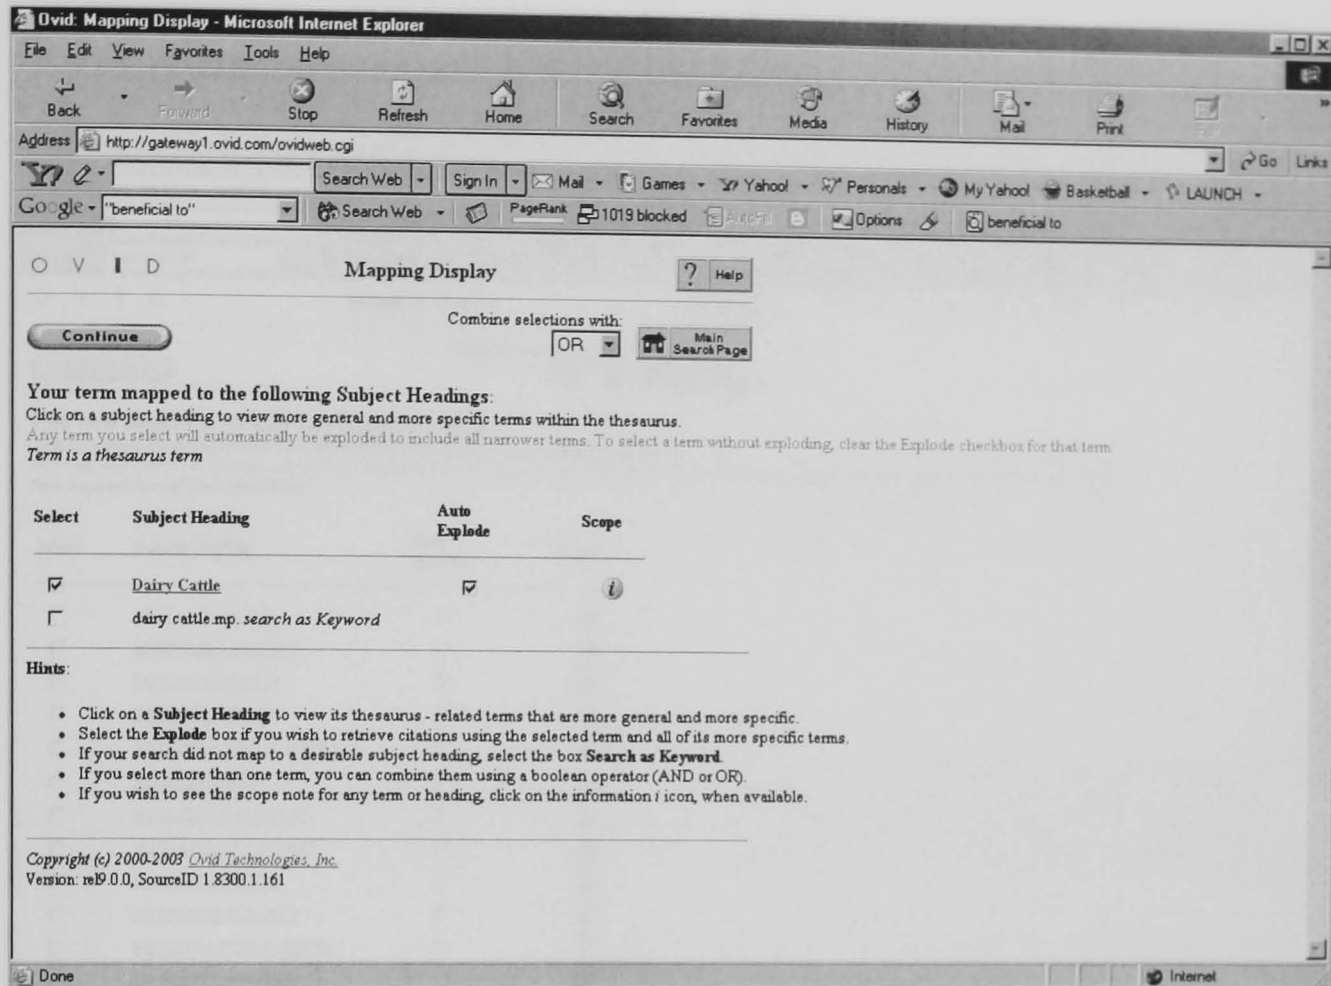 Ovid: Mapping Display - Microsoft Internet Explorer
File Edit View Favorites Tools Help
Back Forward Stop Refresh Home Search Favorites Media History Mail Print
Address http://gateway1.ovid.com/ovidweb.cgi Go Links
Search Web Sign In Mail Games Yahoo! Personals My Yahoo! Basketball LAUNCH
Google "beneficial to" Search Web PageRank 1019 blocked AutoFill Options beneficial to
O V I D Mapping Display ? Help
Combine selections with:
Continue OR Main Search Page
Your term mapped to the following Subject Headings:
Click on a subject heading to view more general and more specific terms within the thesaurus.
Any term you select will automatically be exploded to include all narrower terms. To select a term without exploding, clear the Explode checkbox for that term
Term is a thesaurus term
Select Subject Heading Auto Explode Scope
Dairy Cattle i
dairy cattle.mp. search as Keyword
Hints:
• Click on a Subject Heading to view its thesaurus - related terms that are more general and more specific.
• Select the Explode box if you wish to retrieve citations using the selected term and all of its more specific terms.
• If your search did not map to a desirable subject heading, select the box Search as Keyword.
• If you select more than one term, you can combine them using a boolean operator (AND or OR).
• If you wish to see the scope note for any term or heading, click on the information i icon, when available.
Copyright (c) 2000-2003 Ovid Technologies, Inc.
Version: rel9.0.0, SourceID 1.8300.1.161
Done Internet